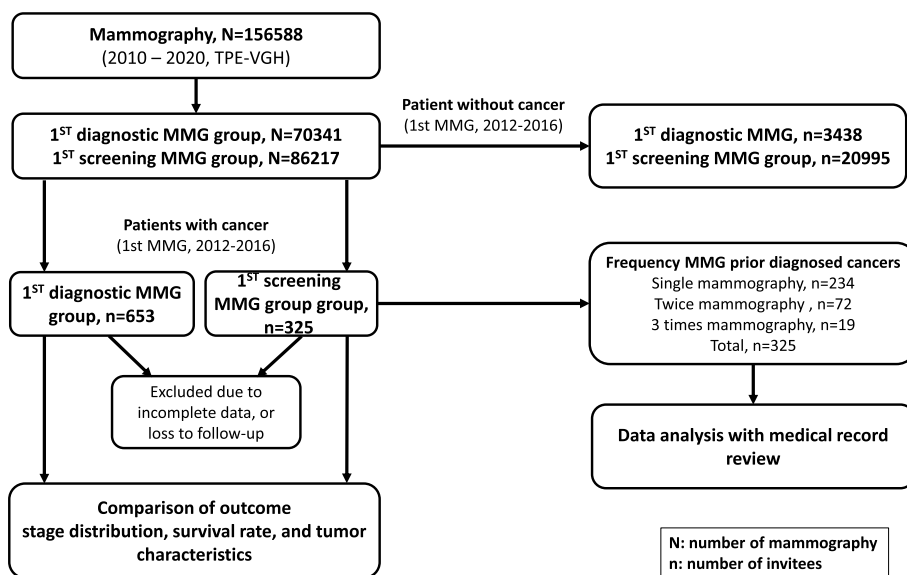 Mammography, N=156588
(2010 – 2020, TPE-VGH)
Patient without cancer
(1st MMG, 2012-2016)
1ST diagnostic MMG group, N=70341
1ST screening MMG group, N=86217
1ST diagnostic MMG, n=3438
1ST screening MMG group, n=20995
Patients with cancer
(1st MMG, 2012-2016)
1ST diagnostic MMG
group, n=653
1ST screening
MMG group group,
n=325
Frequency MMG prior diagnosed cancers
Single mammography, n=234
Twice mammography , n=72
3 times mammography, n=19
Total, n=325
Excluded due to
incomplete data, or
loss to follow-up
Data analysis with medical record
review
Comparison of outcome
stage distribution, survival rate, and tumor
characteristics
N: number of mammography
n: number of invitees